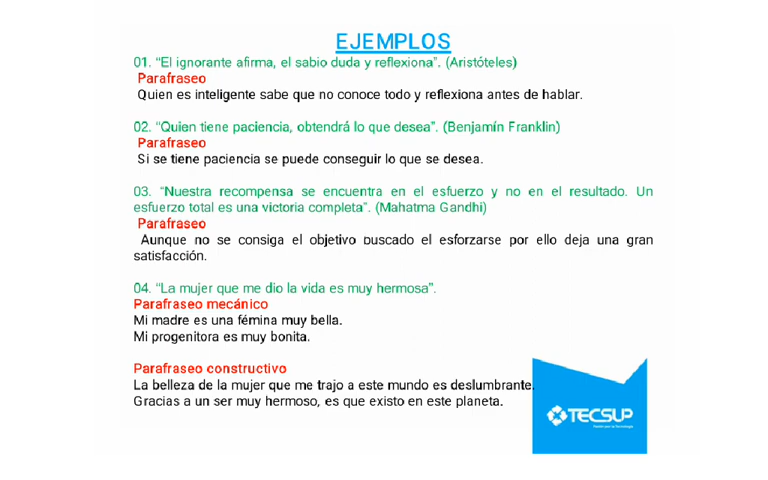 EJEMPLOS
01. "El ignorante afirma, el sabio duda y reflexiona". (Aristóteles)
Parafraseo
Quien es inteligente sabe que no conoce todo y reflexiona antes de hablar.
02. "Quien tiene paciencia, obtendrá lo que desea". (Benjamín Franklin)
Parafraseo
Si se tiene paciencia se puede conseguir lo que se desea.
03. "Nuestra recompensa se encuentra en el esfuerzo y no en el resultado. Un
esfuerzo total es una victoria completa". (Mahatma Gandhi)
Parafraseo
Aunque no se consiga el objetivo buscado el esforzarse por ello deja una gran
satisfacción.
04. "La mujer que me dio la vida es muy hermosa".
Parafraseo mecánico
Mi madre es una fémina muy bella.
Mi progenitora es muy bonita.
Parafraseo constructivo
La belleza de la mujer que me trajo a este mundo es deslumbrante.
Gracias a un ser muy hermoso, es que existo en este planeta.
TECSUP